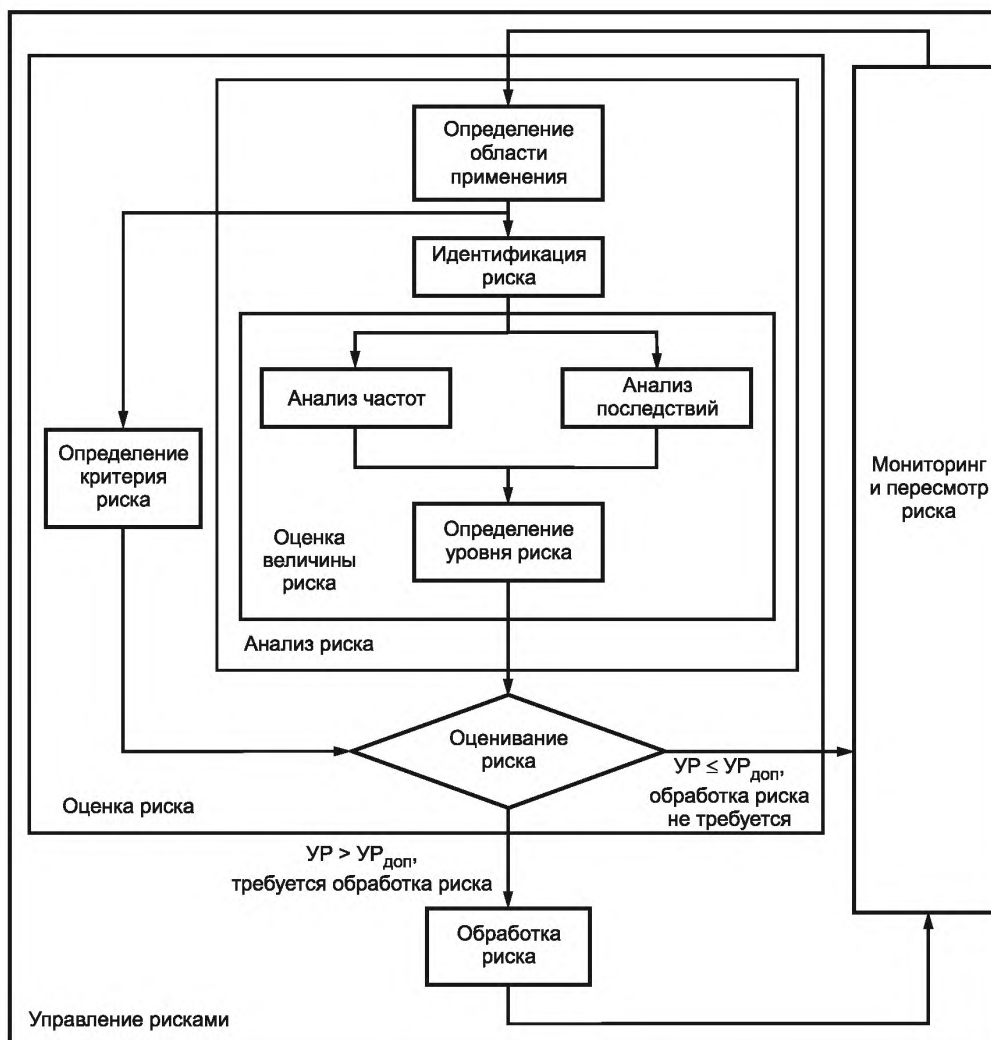 Определение
области
применения
Идентификация
риска
Анализ частот
Анализ
последствий
Определение
критерия
риска
Мониторинг
и пересмотр
риска
Определение
уровня риска
Оценка
величины
риска
Анализ риска
Оценивание
риска
УР ≤ УРдоп,
обработка риска
не требуется
Оценка риска
УР > УРдоп,
требуется обработка риска
Обработка
риска
Управление рисками